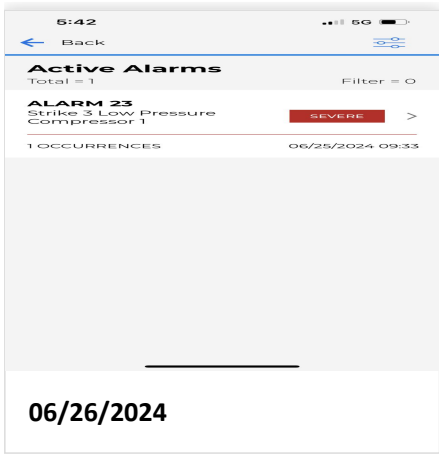 5:42
5G
Back
Active Alarms
Total = 1
Filter = 0
ALARM 23
Strike 3 Low Pressure
Compressor 1
SEVERE
>
1 OCCURRENCES
06/25/2024 09:33
06/26/2024